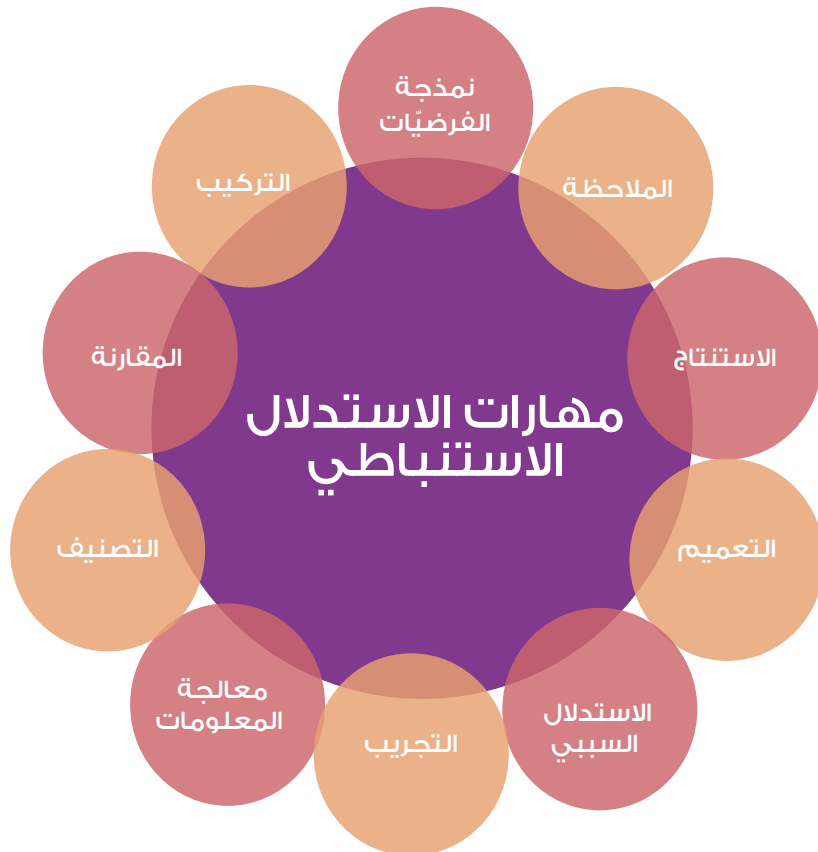 نمذجة
الفرضيّات
الملاحظة
التركيب
الاستنتاج
المقارنة
مهارات الاستدلال
الاستنباطي
التعميم
التصنيف
معالجة
المعلومات
الاستدلال
السببي
التجريب